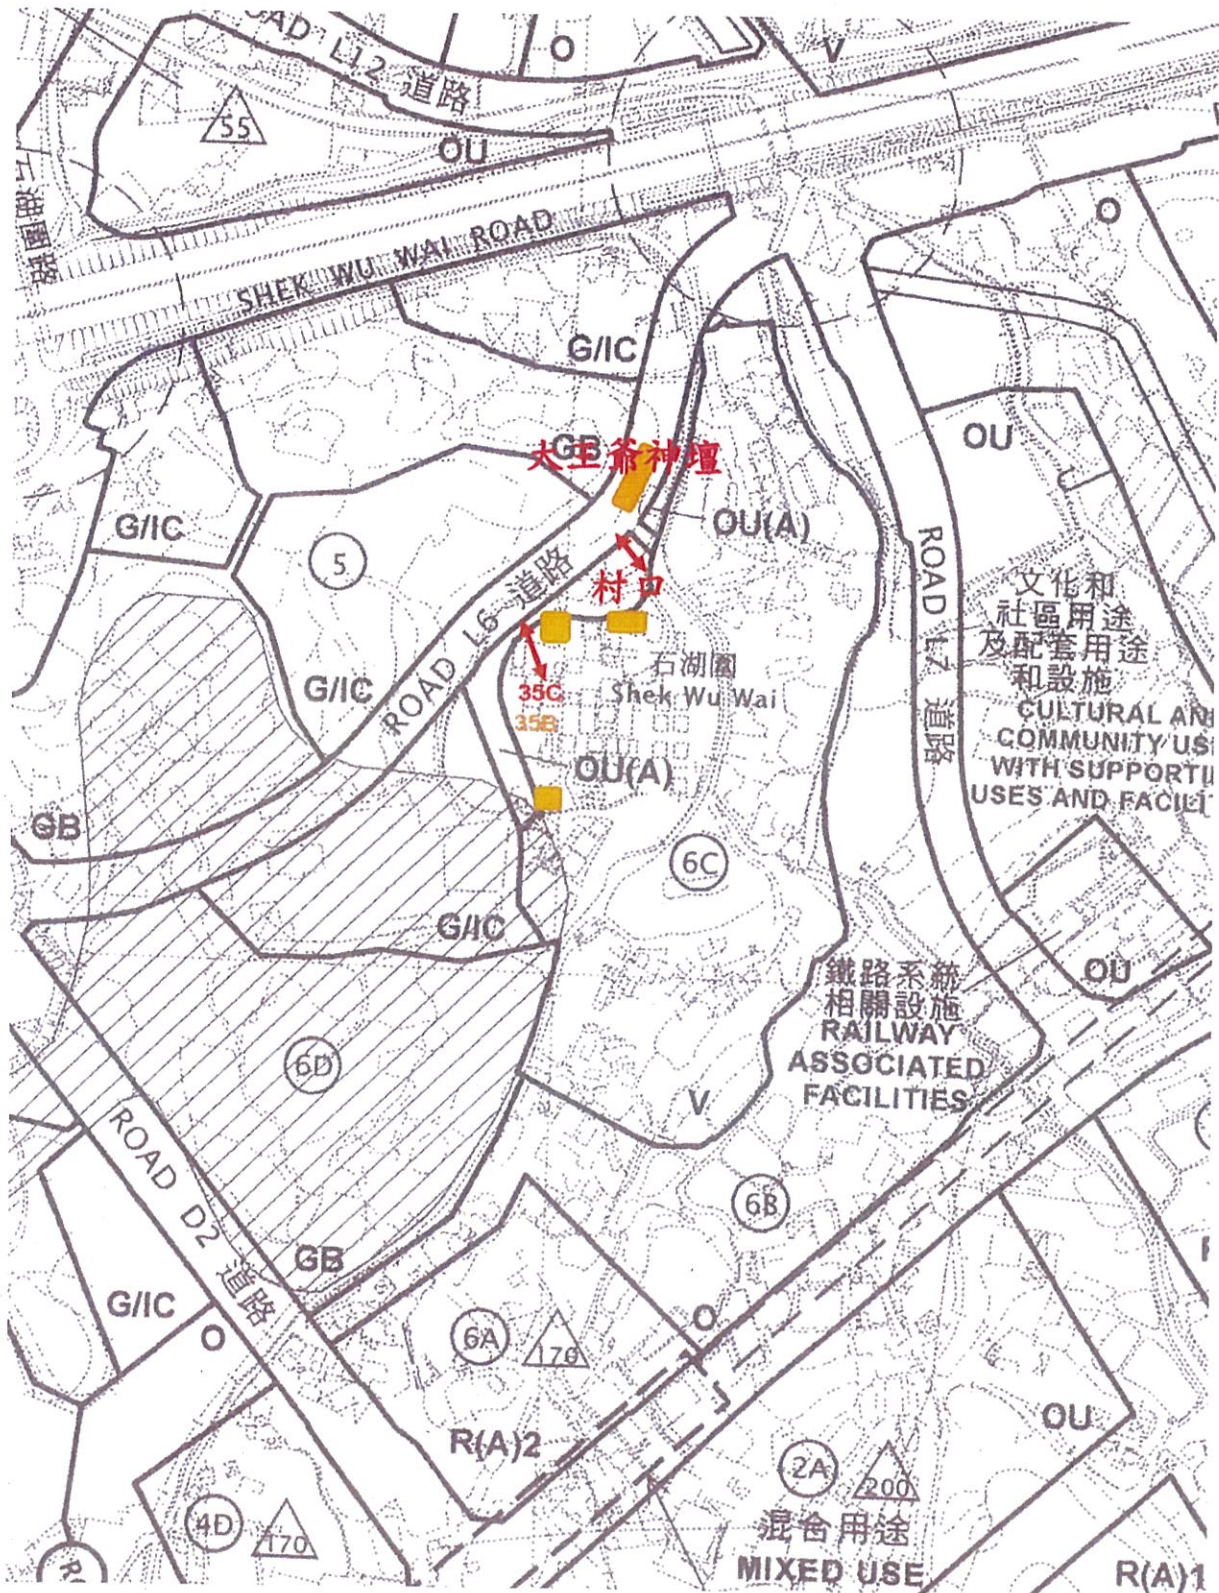 ROAD L12 道路
O
V
55
OU
SHEK WU WAI ROAD
石湖圍路
O
G/IC
OU
GB
大王爺神壇
G/IC
5
OU(A)
ROAD L6 道路
村口
ROAD L7 道路
文化和
社區用途
及配套用途
和設施
CULTURAL AN
COMMUNITY US
WITH SUPPORTI
USES AND FACILI
石湖圍
Shek Wu Wai
G/IC
35C
35B
OU(A)
GB
6C
G/IC
鐵路系統
相關設施
RAILWAY
ASSOCIATED
FACILITIES
OU
6D
V
ROAD D2 道路
6B
GB
G/IC
O
6A
170
O
R(A)2
OU
2A
200
4D
170
混合用途
MIXED USE
R(A)1